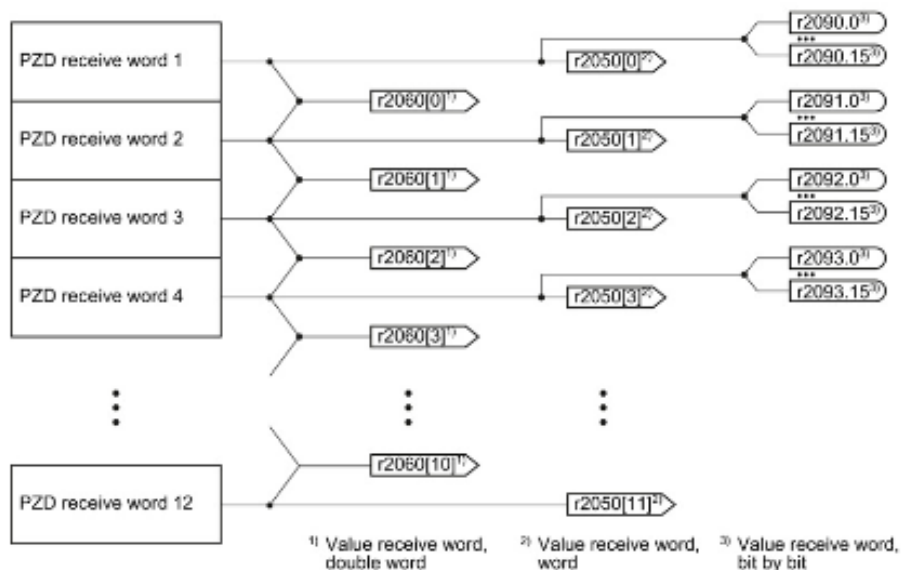 r2090.0³⁾
PZD receive word 1
r2050[0]²⁾
r2090.15³⁾
r2060[0]¹⁾
r2091.0³⁾
PZD receive word 2
r2050[1]²⁾
r2091.15³⁾
r2060[1]¹⁾
r2092.0³⁾
PZD receive word 3
r2050[2]²⁾
r2092.15³⁾
r2060[2]¹⁾
r2093.0³⁾
PZD receive word 4
r2050[3]²⁾
r2093.15³⁾
r2060[3]¹⁾
r2060[10]¹⁾
PZD receive word 12
r2050[11]²⁾
¹⁾ Value receive word,
double word
²⁾ Value receive word,
word
³⁾ Value receive word,
bit by bit